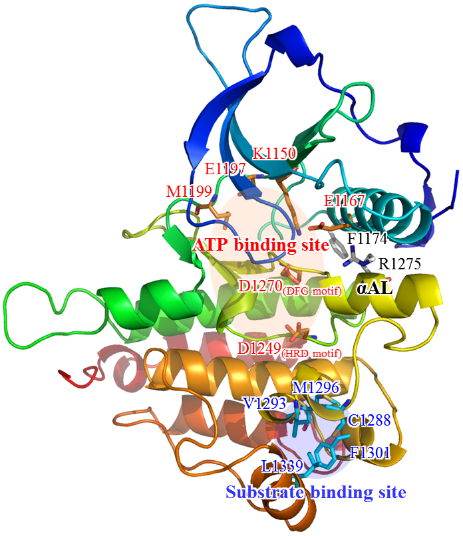 K1150
E1197
M1199
E1167
F1174
ATP binding site
R1275
D1270(DFG motif)
αAL
D1249(HRD motif)
M1296
V1293
C1288
F1301
L1339
Substrate binding site